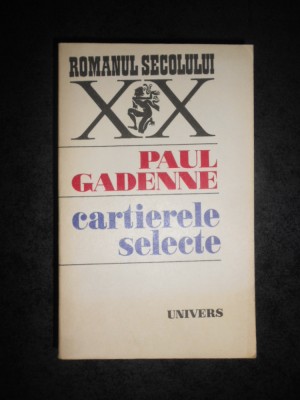 ROMANUL SECOLULUI
XX
PAUL
GADENNE
cartierele
selecte
UNIVERS